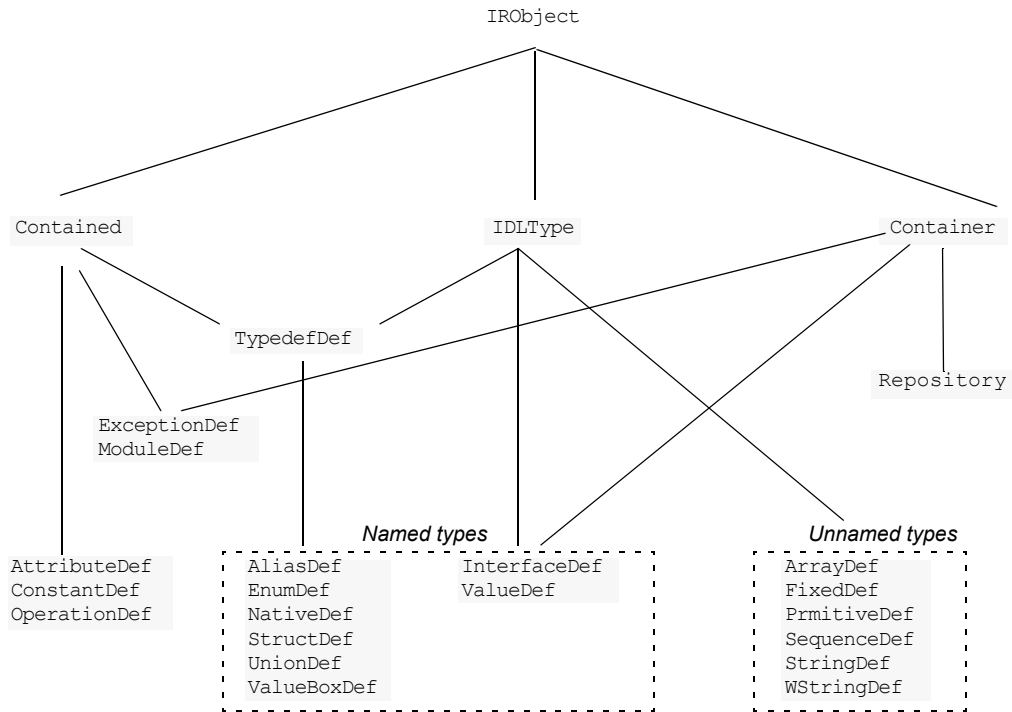 IRObject
Contained
IDLType
Container
TypedefDef
Repository
ExceptionDef
ModuleDef
Named types
Unnamed types
AttributeDef
ConstantDef
OperationDef
AliasDef
EnumDef
NativeDef
StructDef
UnionDef
ValueBoxDef
InterfaceDef
ValueDef
ArrayDef
FixedDef
PrmitiveDef
SequenceDef
StringDef
WStringDef